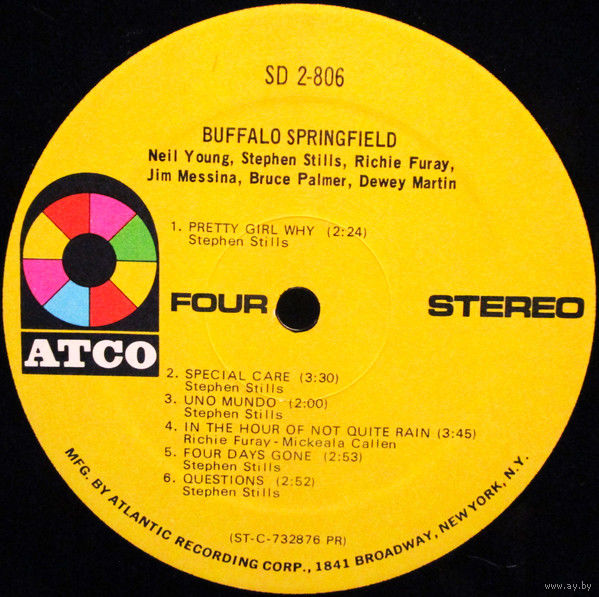 SD 2-806
BUFFALO SPRINGFIELD
Neil Young, Stephen Stills, Richie Furay,
Jim Messina, Bruce Palmer, Dewey Martin
1. PRETTY GIRL WHY (2:24)
Stephen Stills
FOUR
STEREO
ATCO
2. SPECIAL CARE (3:30)
Stephen Stills
3. UNO MUNDO (2:00)
Stephen Stills
4. IN THE HOUR OF NOT QUITE RAIN (3:45)
Richie Furay - Mickeala Callen
5. FOUR DAYS GONE (2:53)
Stephen Stills
6. QUESTIONS (2:52)
Stephen Stills
(ST-C-732876 PR)
MFG. BY ATLANTIC RECORDING CORP., 1841 BROADWAY, NEW YORK, N.Y.
www.ay.by